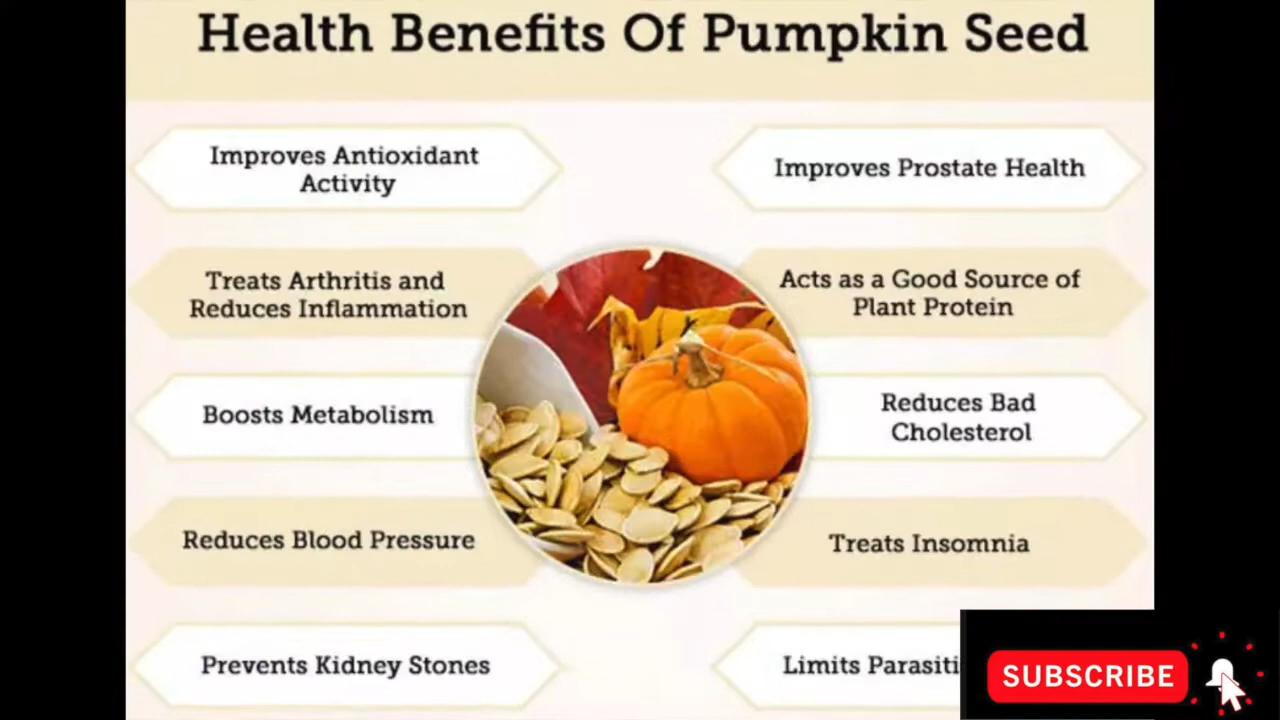 Health Benefits Of Pumpkin Seed
Improves Antioxidant
Activity
Improves Prostate Health
Treats Arthritis and
Reduces Inflammation
Acts as a Good Source of
Plant Protein
Boosts Metabolism
Reduces Bad
Cholesterol
Reduces Blood Pressure
Treats Insomnia
Prevents Kidney Stones
Limits
SUBSCRIBE